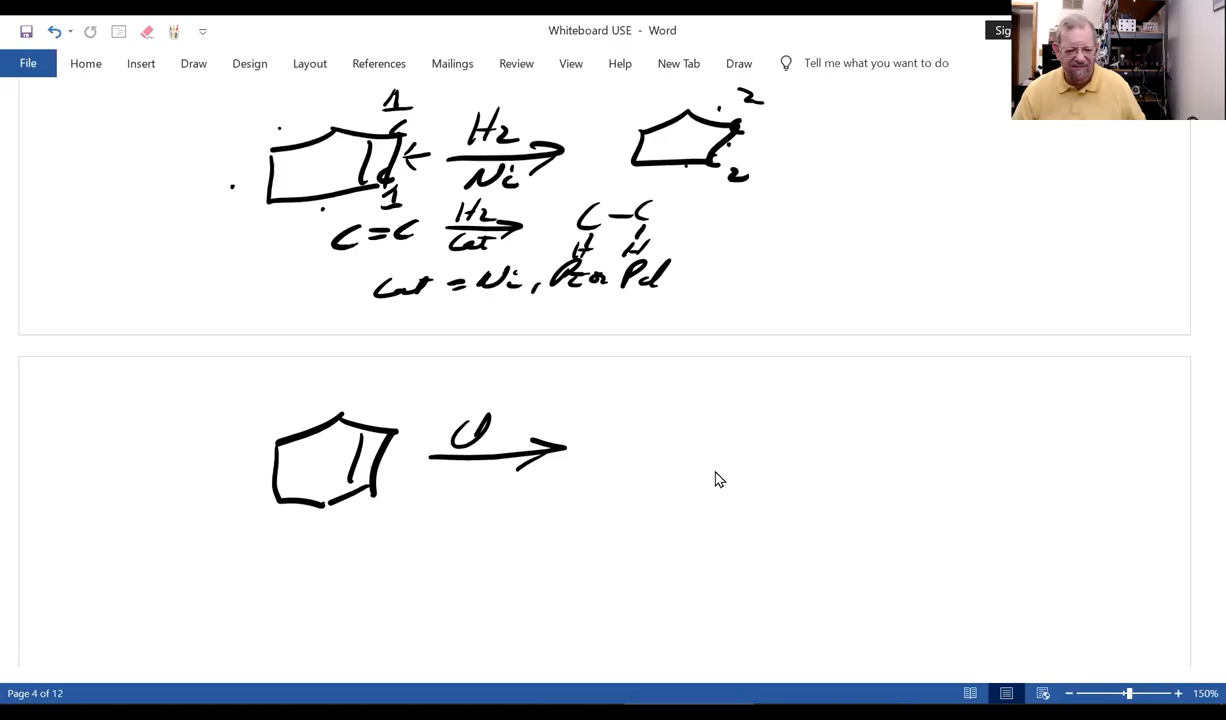 Whiteboard USE - Word
Sig
File Home Insert Draw Design Layout References Mailings Review View Help New Tab Draw Tell me what you want to do
1 2
C H2 C
C Ni C
1 2
C = C H2 Cat C - C
H H
Cat = Ni, Pt or Pd
Cl
Page 4 of 12 150%